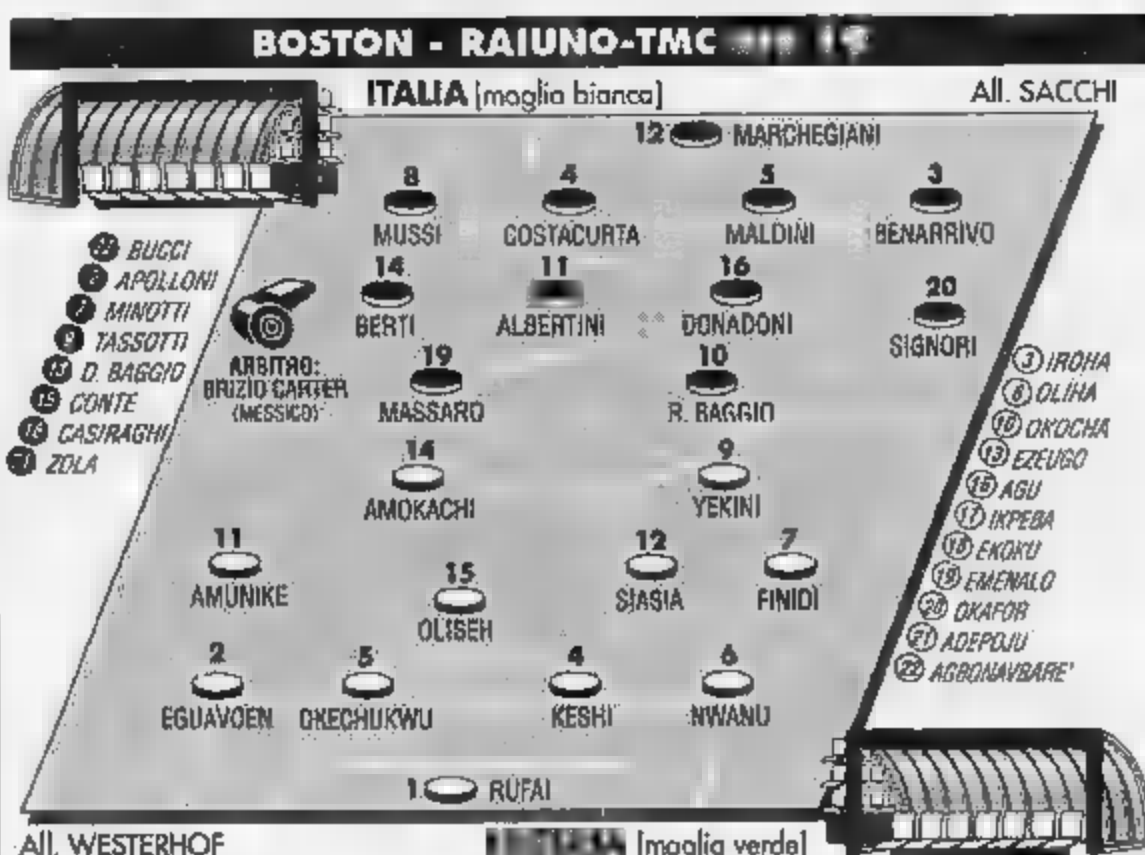 BOSTON - RAIUNO-TMC
ITALIA [maglia bianca]
All. SACCHI
12 MARCHEGIANI
8
MUSSI
4
COSTACURTA
5
MALDINI
3
BENARRIVO
14
BERTI
11
ALBERTINI
16
DONADONI
20
SIGNORI
19
MASSARO
10
R. BAGGIO
ARBITRO:
BRIZIO CARTER
(MESSICO)
BUCCI
APOLLONI
MINOTTI
TASSOTTI
D. BAGGIO
CONTE
CASIRAGHI
ZOLA
14
AMOKACHI
9
YEKINI
11
AMUNIKE
15
OLISEH
12
SIASIA
7
FINIDI
2
EGUAVOEN
5
OKECHUKWU
4
KESHI
6
NWANU
1 RUFAI
3 IROHA
8 OLIHA
10 OKOCHA
13 EZEUGO
16 AGU
17 IKPEBA
18 EKOKU
19 EMENALO
20 OKAFOR
21 ADEPOJU
22 AGBONAVBARE'
All. WESTERHOF
[maglia verde]